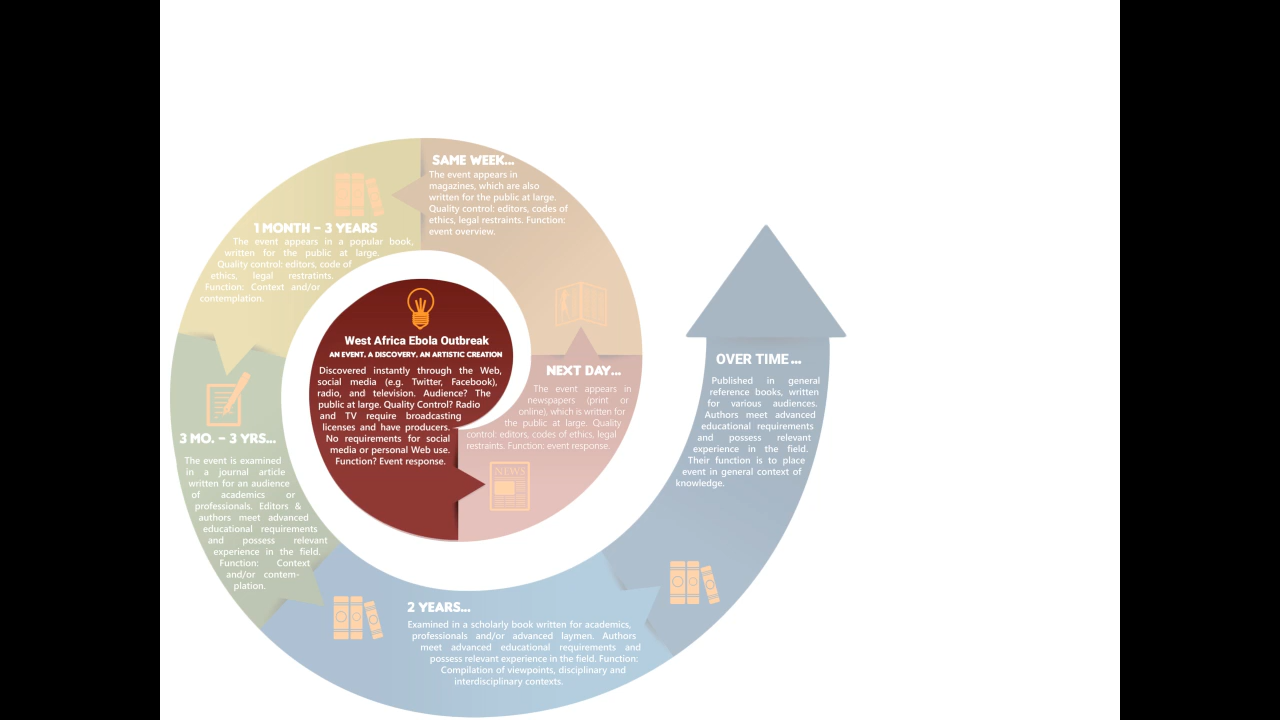 West Africa Ebola Outbreak
AN EVENT, A DISCOVERY, AN ARTISTIC CREATION
Discovered instantly through the Web,
social media (e.g. Twitter, Facebook),
radio, and television. Audience? The
public at large. Quality Control? Radio
and TV require broadcasting
licenses and have producers.
No requirements for social
media or personal Web use.
Function? Event response.
NEXT DAY...
The event appears in
newspapers (print or
online), which is written for
the public at large. Quality
control: editors, codes of ethics, legal
restraints. Function: event response.
NEWS
SAME WEEK...
The event appears in
magazines, which are also
written for the public at large.
Quality control: editors, codes of
ethics, legal restraints. Function:
event overview.
1 MONTH – 3 YEARS
The event appears in a popular book,
written for the public at large.
Quality control: editors, code of
ethics, legal restratints.
Function: Context and/or
contemplation.
3 MO. – 3 YRS...
The event is examined
in a journal article
written for an audience
of academics or
professionals. Editors &
authors meet advanced
educational requirements
and possess relevant
experience in the field.
Function: Context
and/or contem-
plation.
2 YEARS...
Examined in a scholarly book written for academics,
professionals and/or advanced laymen. Authors
meet advanced educational requirements and
possess relevant experience in the field. Function:
Compilation of viewpoints, disciplinary and
interdisciplinary contexts.
OVER TIME...
Published in general
reference books, written
for various audiences.
Authors meet advanced
educational requirements
and possess relevant
experience in the field.
Their function is to place
event in general context of
knowledge.